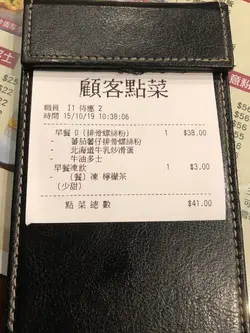 顧客點菜
職員 I1 侍應 2
時間 15/10/19 10:38:06
早餐 D (排骨螺絲粉) 1 $38.00
- 蕃茄薯仔排骨螺絲粉
- 北海道牛乳炒滑蛋
- 牛油多士
早餐凍飲 1 $3.00
- (餐) 凍 檸檬茶
(少甜)
點菜總數 $41.00